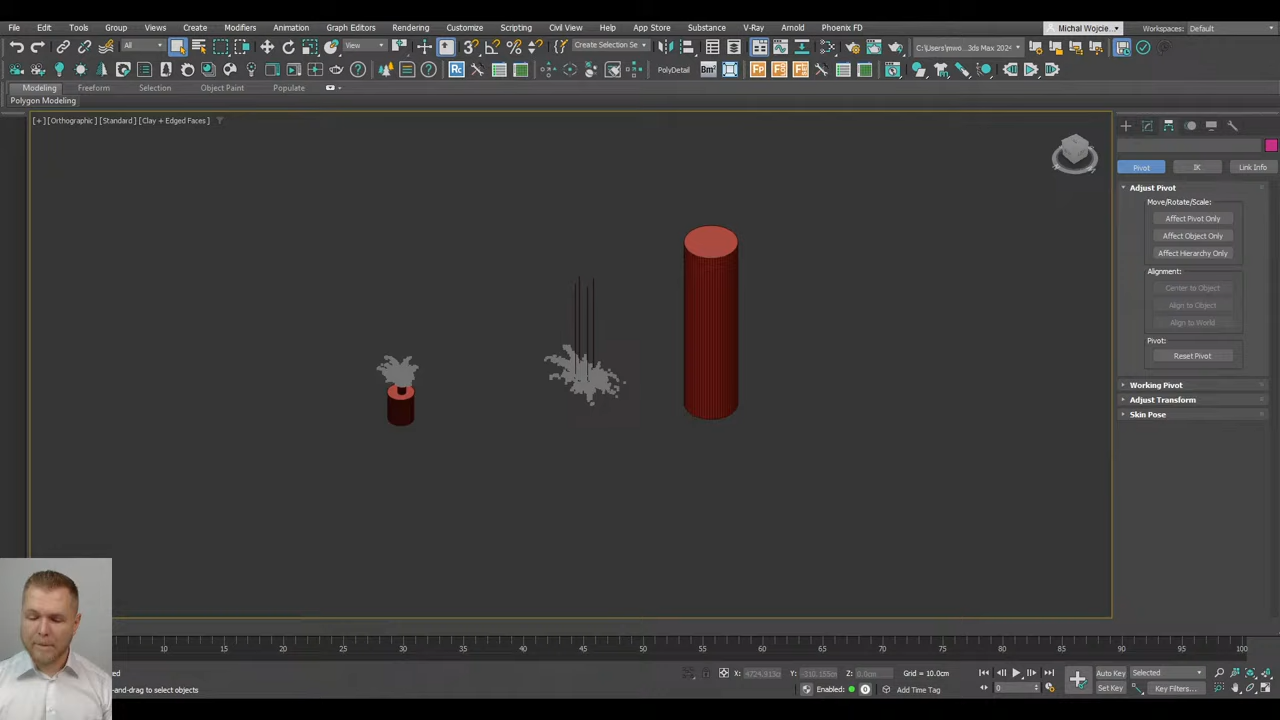 File Edit Tools Group Views Create Modifiers Animation Graph Editors Rendering Customize Scripting Civil View Help App Store Substance V-Ray Arnold Phoenix FD Michal Wojcie... Workspaces: Default
All View Create Selection Se C:\Users\mwo...3ds Max 2024
Rc PolyDetail Bm² FP
Modeling Freeform Selection Object Paint Populate
Polygon Modeling
[+] [Orthographic] [Standard] [Clay + Edged Faces]
Pivot IK Link Info
Adjust Pivot
Move/Rotate/Scale:
Affect Pivot Only
Affect Object Only
Affect Hierarchy Only
Alignment:
Center to Object
Align to Object
Align to World
Pivot:
Reset Pivot
Working Pivot
Adjust Transform
Skin Pose
10 15 20 25 30 35 40 45 50 55 60 65 70 75 80 85 90 95 100
X: Y: Z: 0.0cm Grid = 10.0cm Auto Key Selected
-and-drag to select objects Enabled: Add Time Tag 0 Set Key Key Filters...